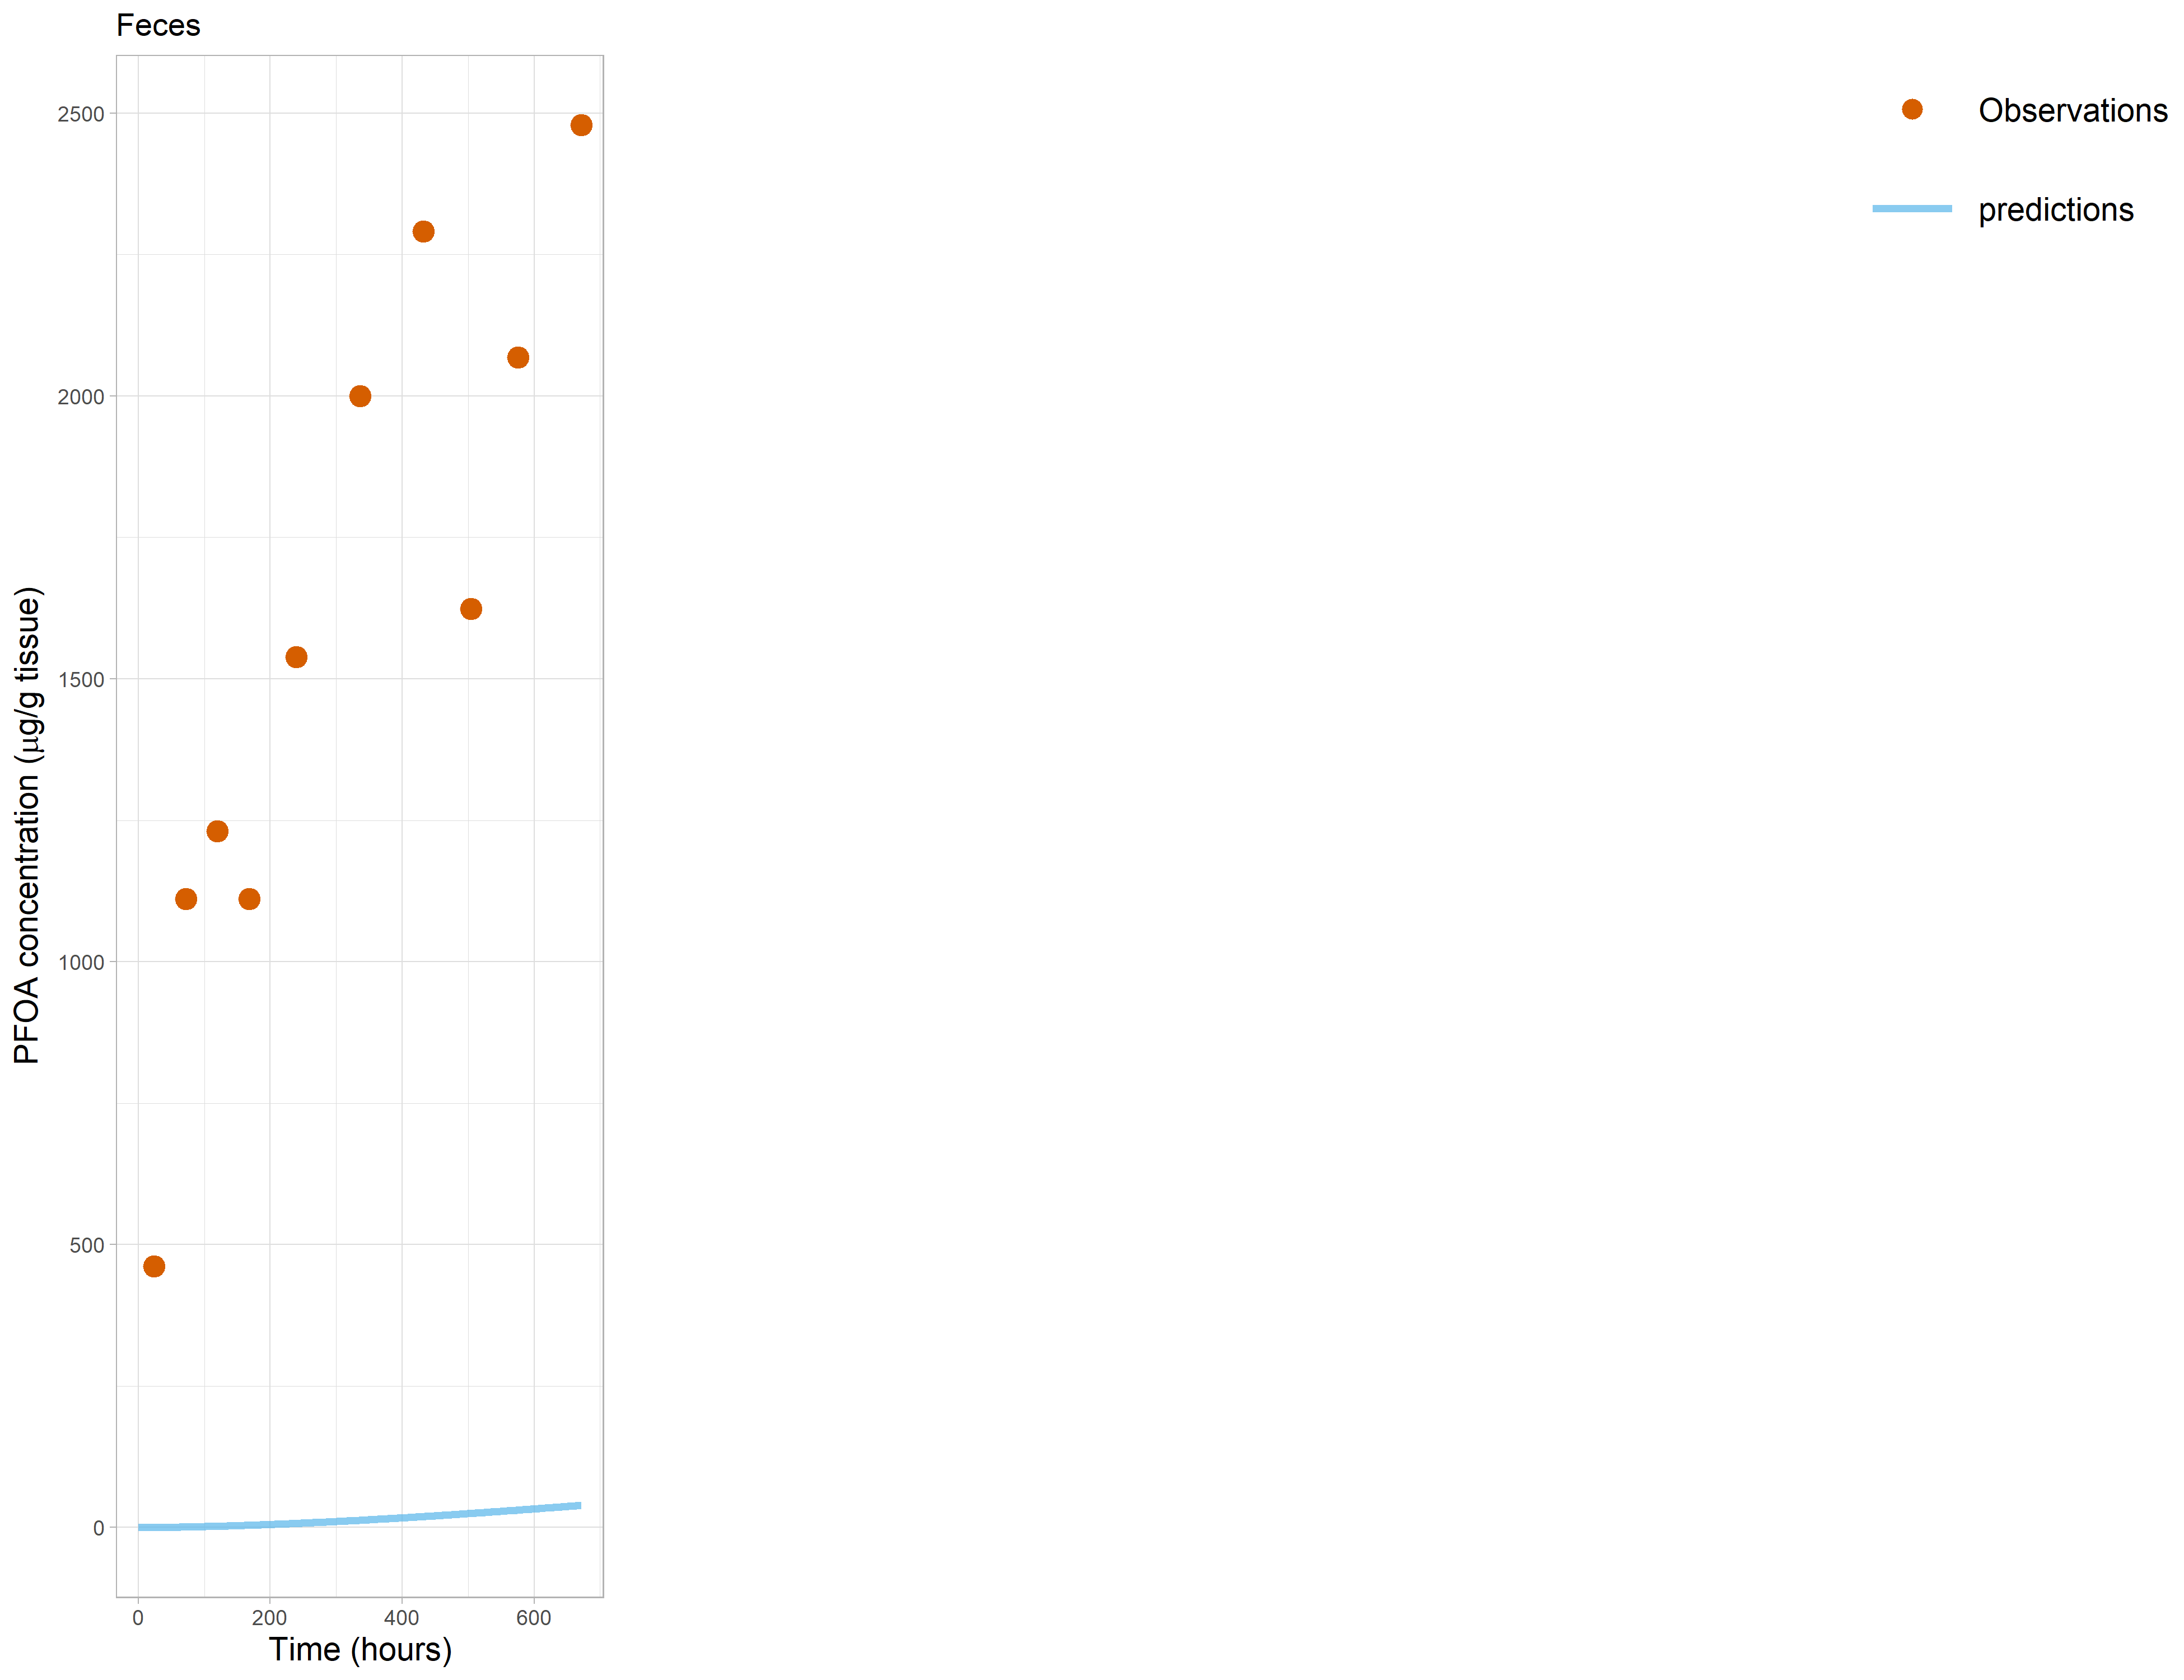 Feces
2500
2000
1500
1000
500
0
0 200 400 600
Time (hours)
PFOA concentration (μg/g tissue)
Observations
predictions